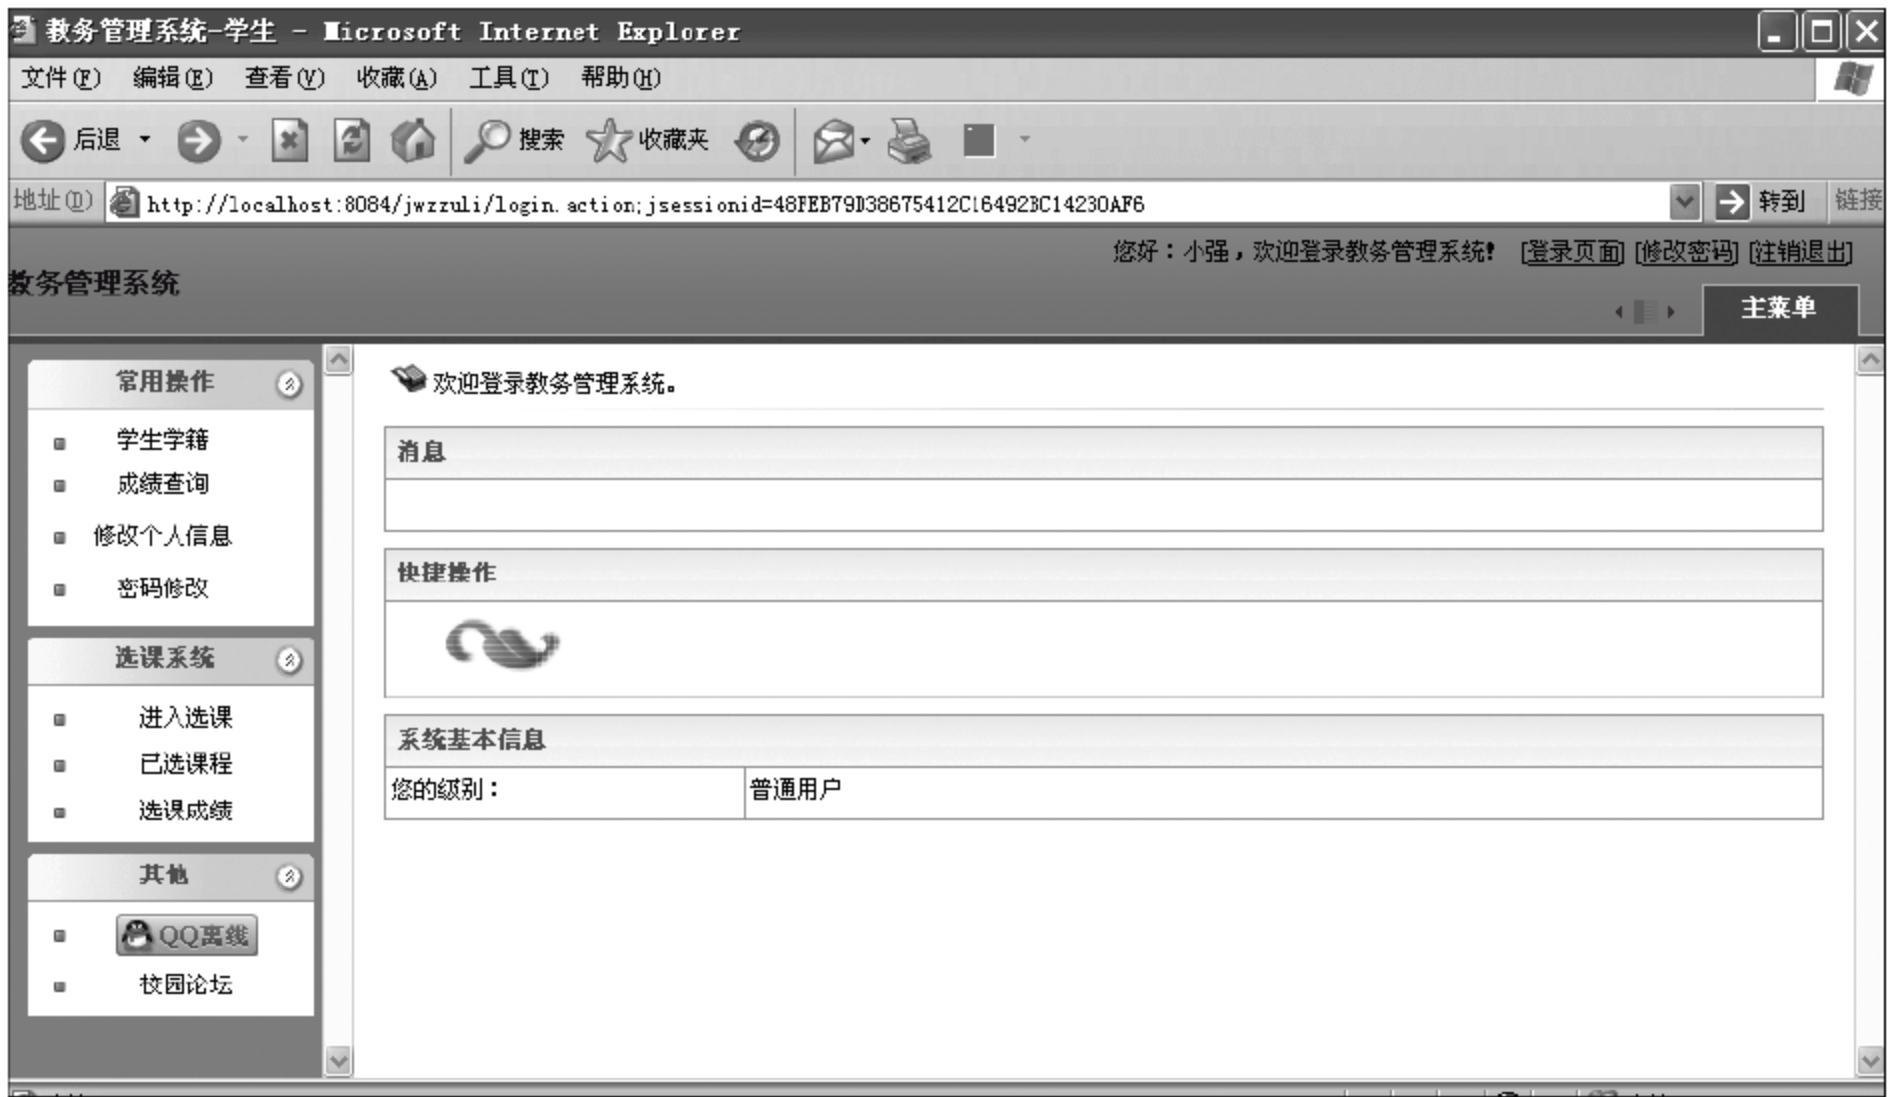 教务管理系统-学生 - Microsoft Internet Explorer
文件(F) 编辑(E) 查看(V) 收藏(A) 工具(T) 帮助(H)
后退 搜索 收藏夹
地址(D) http://localhost:8084/jwzzuli/login.action;jsessionid=48FEB79D38675412C16492BC14230AF6 转到 链接
您好：小强，欢迎登录教务管理系统! [登录页面] [修改密码] [注销退出]
教务管理系统
主菜单
常用操作
学生学籍
成绩查询
修改个人信息
密码修改
选课系统
进入选课
已选课程
选课成绩
其他
QQ离线
校园论坛
欢迎登录教务管理系统。
消息
快捷操作
系统基本信息
您的级别： 普通用户